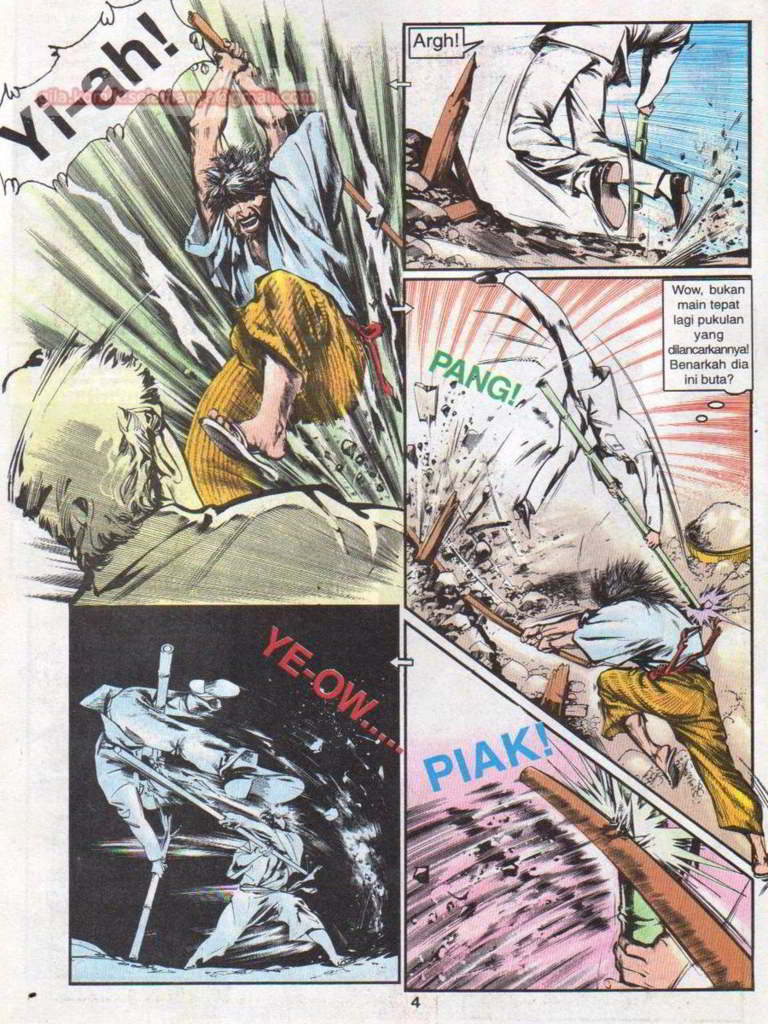 Argh!
Yi-ah!
Wow, bukan
main tepat
lagi pukulan
yang
dilancarkannya!
Benarkah dia
ini buta?
PANG!
YE-OW.....
PIAK!
4